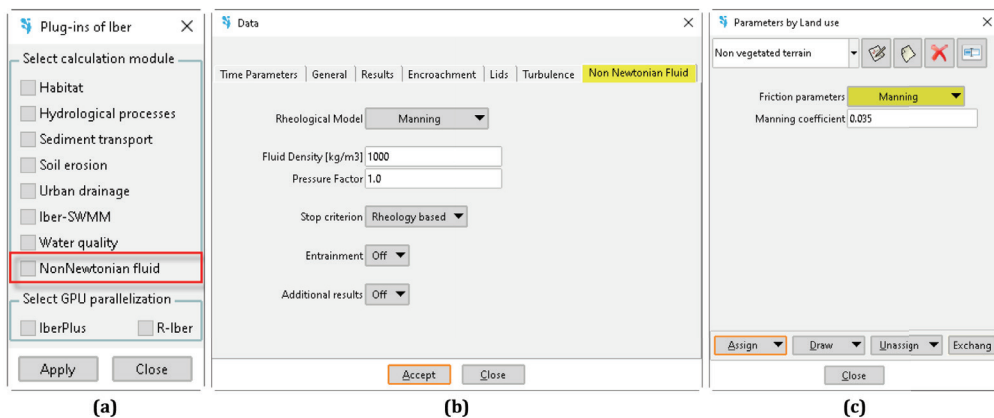 Plug-ins of Iber
Select calculation module
Habitat
Hydrological processes
Sediment transport
Soil erosion
Urban drainage
Iber-SWMM
Water quality
NonNewtonian fluid
Select GPU parallelization
IberPlus R-Iber
Apply Close
(a)
Data
Time Parameters General Results Encroachment Lids Turbulence Non Newtonian Fluid
Rheological Model Manning
Fluid Density [kg/m3] 1000
Pressure Factor 1.0
Stop criterion Rheology based
Entrainment Off
Additional results Off
Accept Close
(b)
Parameters by Land use
Non vegetated terrain
Friction parameters Manning
Manning coefficient 0.035
Assign Draw Unassign Exchang
Close
(c)